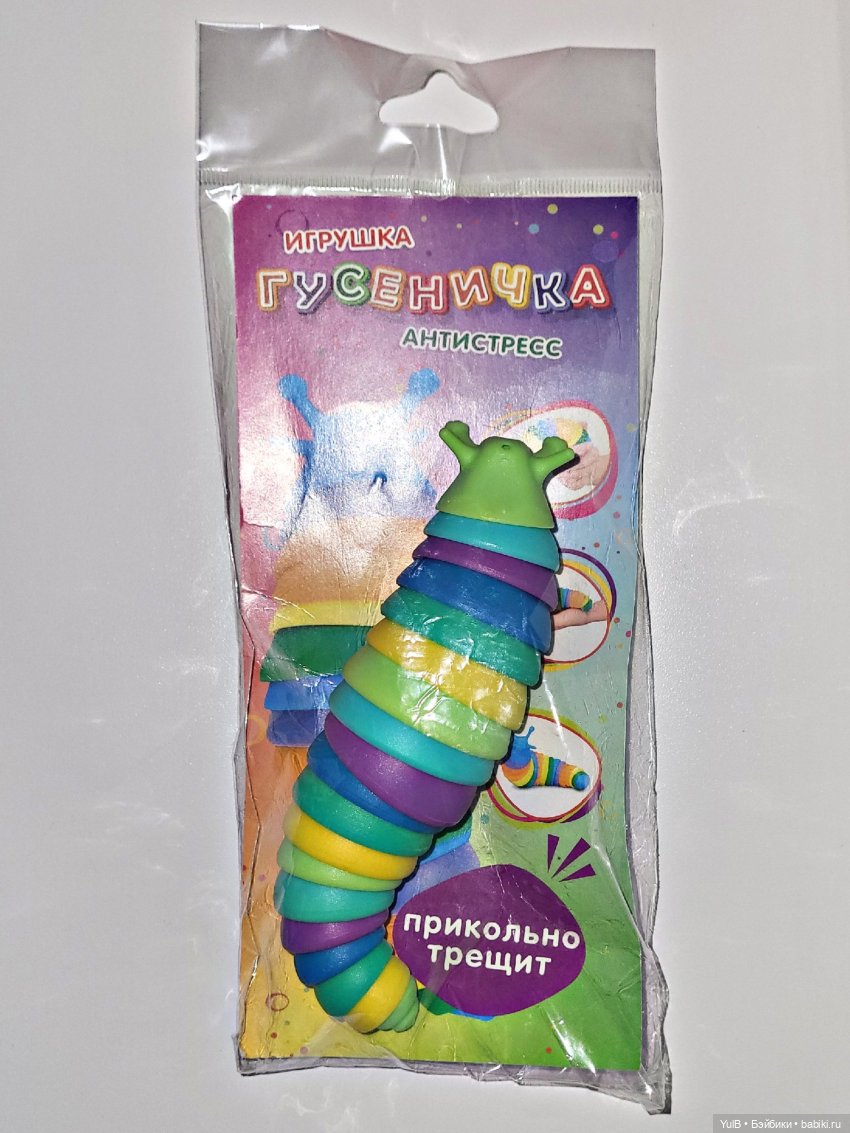 ИГРУШКА
ГУСЕНИЧКА
АНТИСТРЕСС
прикольно
трещит
YulB • Бэйбики • babiki.ru